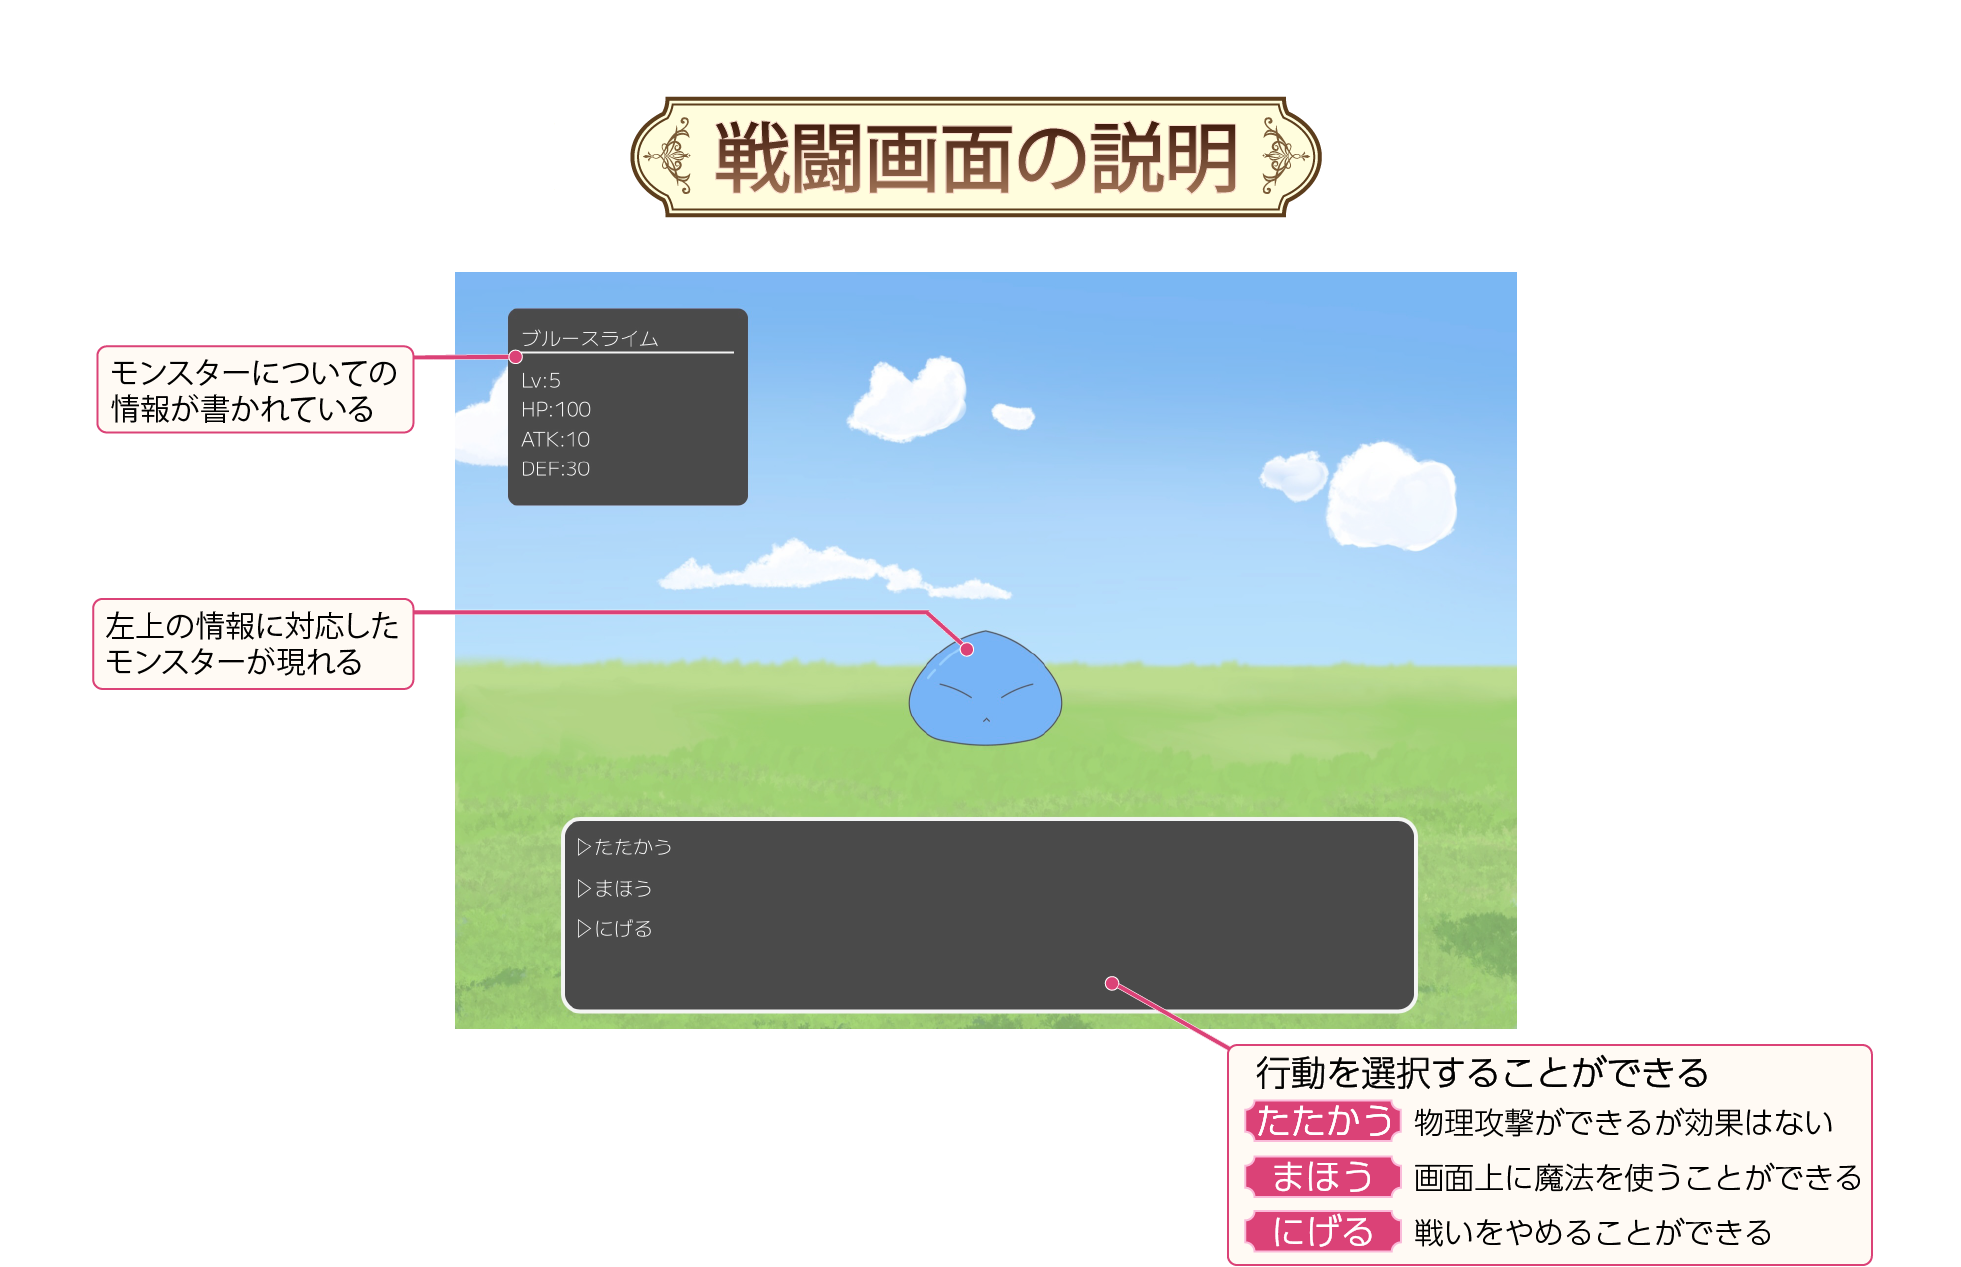 戦闘画面の説明
ブルースライム
Lv:5
HP:100
ATK:10
DEF:30
モンスターについての
情報が書かれている
左上の情報に対応した
モンスターが現れる
▷たたかう
▷まほう
▷にげる
行動を選択することができる
たたかう 物理攻撃ができるが効果はない
まほう 画面上に魔法を使うことができる
にげる 戦いをやめることができる